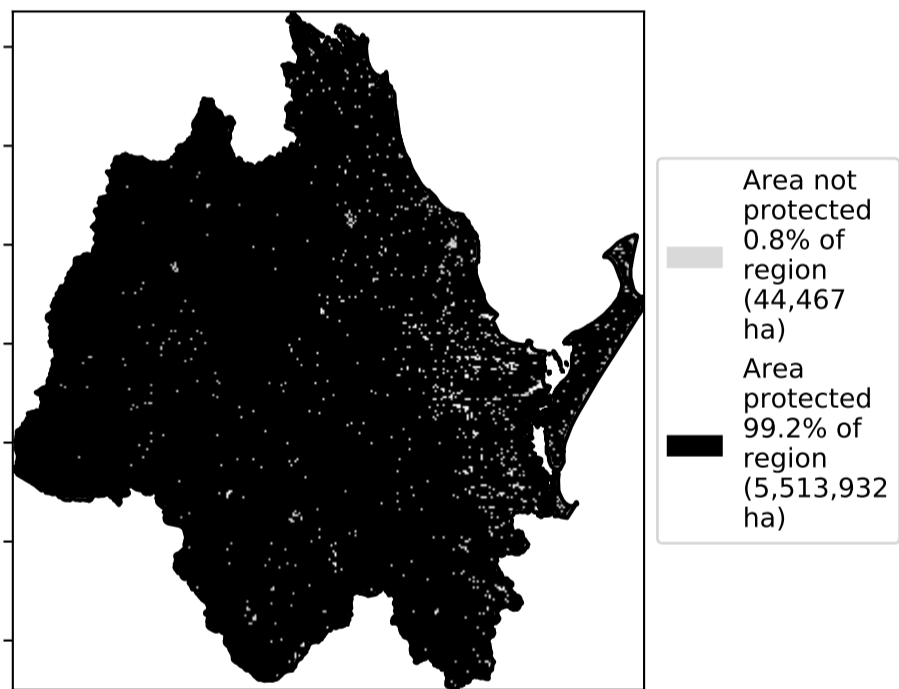 Area not
protected
0.8% of
region
(44,467
ha)
Area
protected
99.2% of
region
(5,513,932
ha)